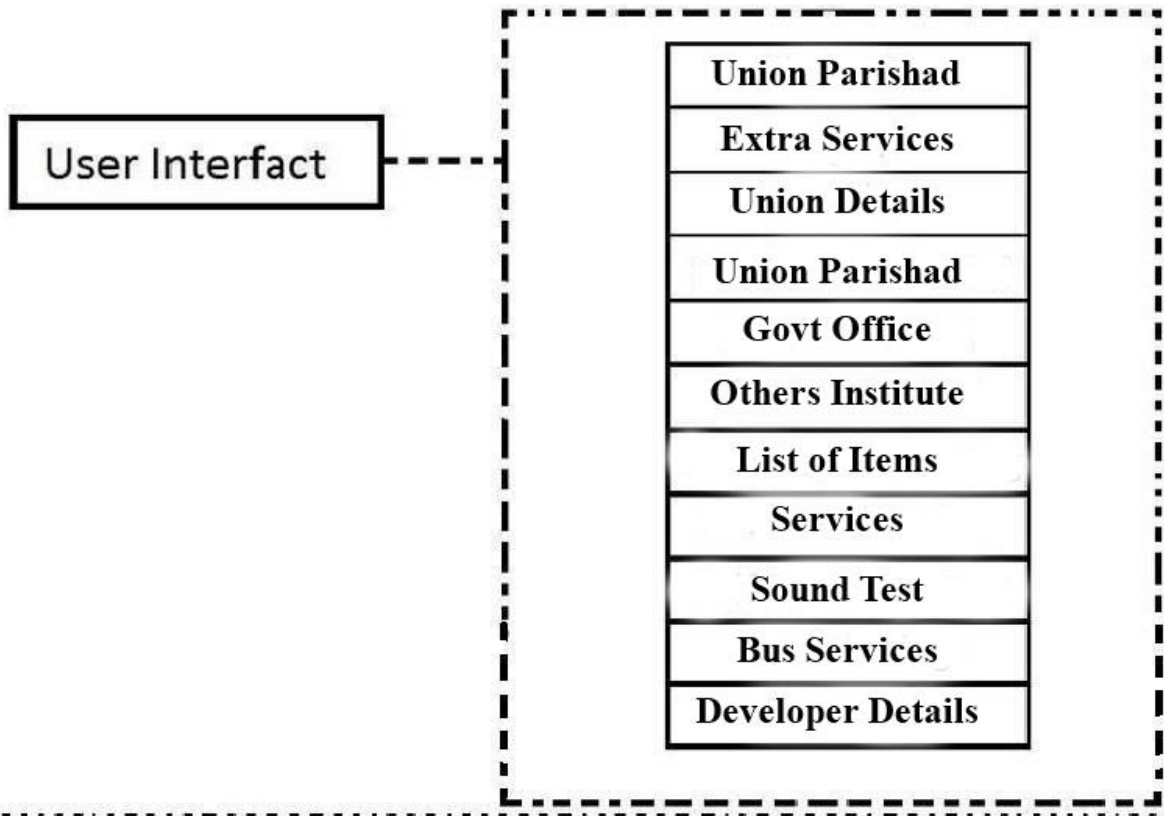 User Interfact
Union Parishad
Extra Services
Union Details
Union Parishad
Govt Office
Others Institute
List of Items
Services
Sound Test
Bus Services
Developer Details